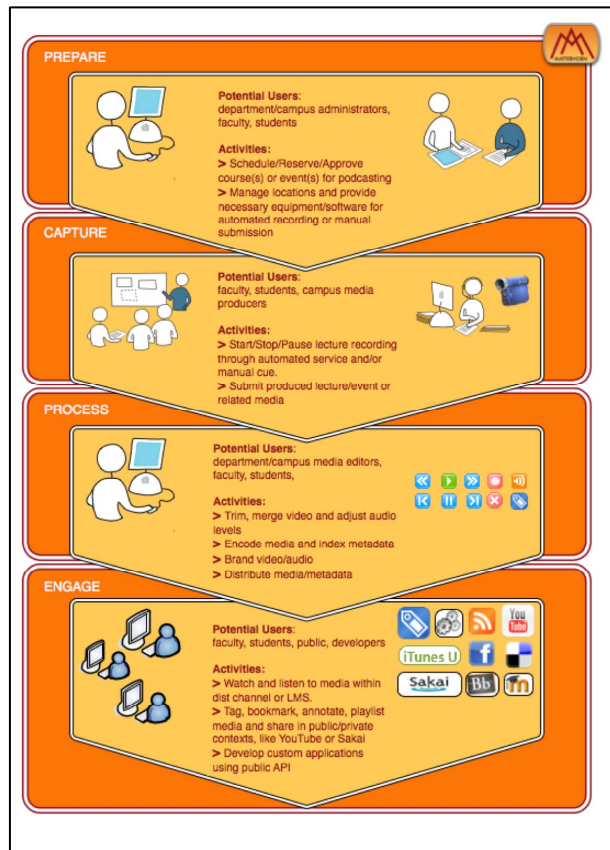 MATTERHORN
PREPARE
Potential Users:
department/campus administrators,
faculty, students
Activities:
> Schedule/Reserve/Approve
course(s) or event(s) for podcasting
> Manage locations and provide
necessary equipment/software for
automated recording or manual
submission
CAPTURE
Potential Users:
faculty, students, campus media
producers
Activities:
> Start/Stop/Pause lecture recording
through automated service and/or
manual cue.
> Submit produced lecture/event or
related media
PROCESS
Potential Users:
department/campus media editors,
faculty, students,
Activities:
> Trim, merge video and adjust audio
levels
> Encode media and index metadata
> Brand video/audio
> Distribute media/metadata
ENGAGE
Potential Users:
faculty, students, public, developers
Activities:
> Watch and listen to media within
dist channel or LMS.
> Tag, bookmark, annotate, playlist
media and share in public/private
contexts, like YouTube or Sakai
> Develop custom applications
using public API
You
Tube
iTunes U
f
Sakai
Bb
m